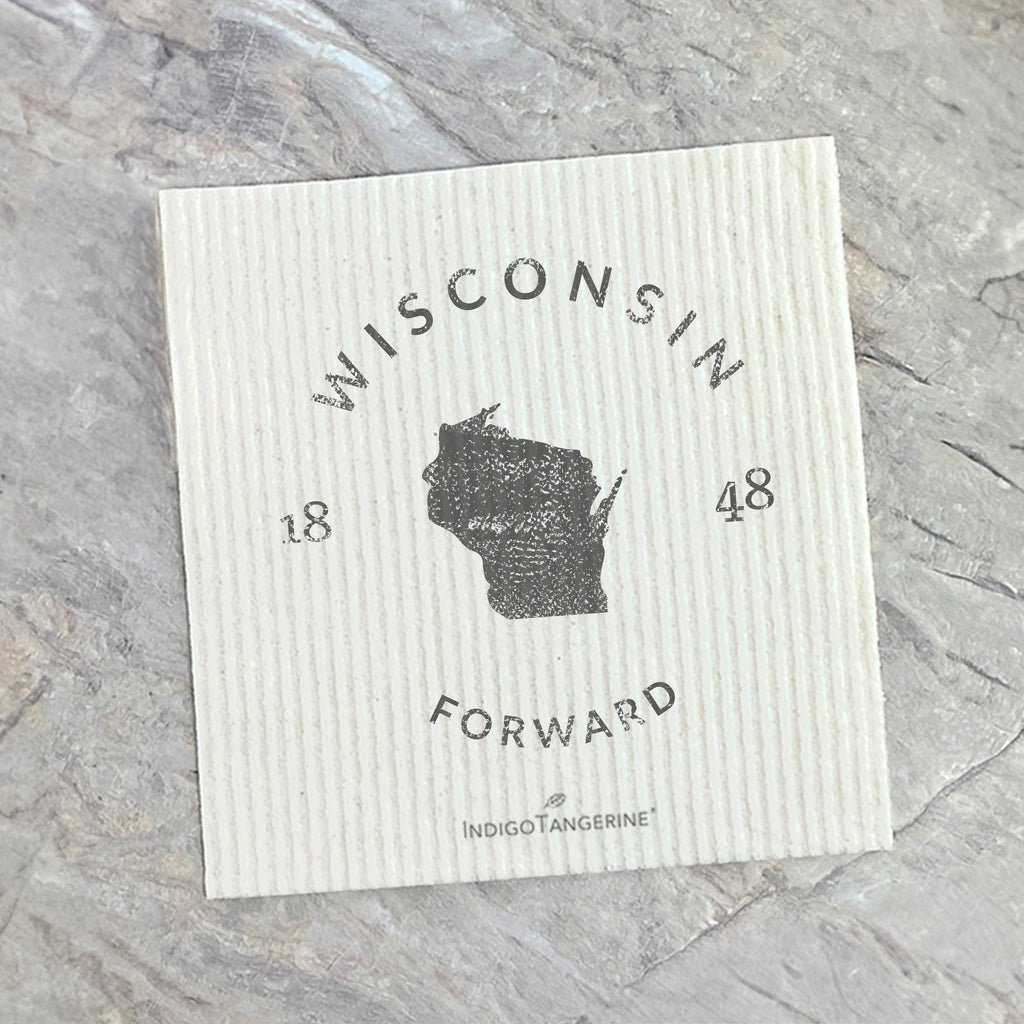 WISCONSIN
18 48
FORWARD
INDIGOTANGERINE®